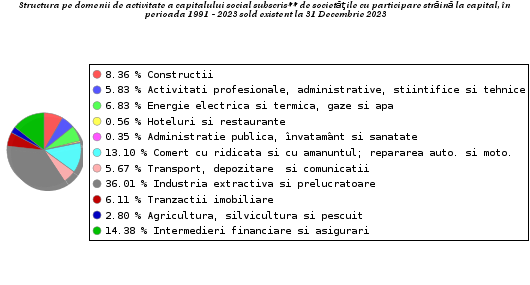 Structura pe domenii de activitate a capitalului social subscris** de societăţile cu participare străină la capital, în
perioada 1991 - 2023 sold existent la 31 Decembrie 2023
8.36 % Constructii
5.83 % Activitati profesionale, administrative, stiintifice si tehnice
6.83 % Energie electrica si termica, gaze si apa
0.56 % Hoteluri si restaurante
0.35 % Administratie publica, învatamânt si sanatate
13.10 % Comert cu ridicata si cu amanuntul; repararea auto. si moto.
5.67 % Transport, depozitare si comunicatii
36.01 % Industria extractiva si prelucratoare
6.11 % Tranzactii imobiliare
2.80 % Agricultura, silvicultura si pescuit
14.38 % Intermedieri financiare si asigurari